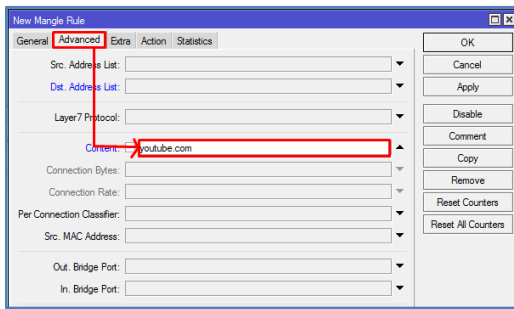 New Mangle Rule
General Advanced Extra Action Statistics
Src. Address List:
Dst. Address List:
Layer7 Protocol:
Content: youtube.com
Connection Bytes:
Connection Rate:
Per Connection Classifier:
Src. MAC Address:
Out. Bridge Port:
In. Bridge Port:
OK
Cancel
Apply
Disable
Comment
Copy
Remove
Reset Counters
Reset All Counters